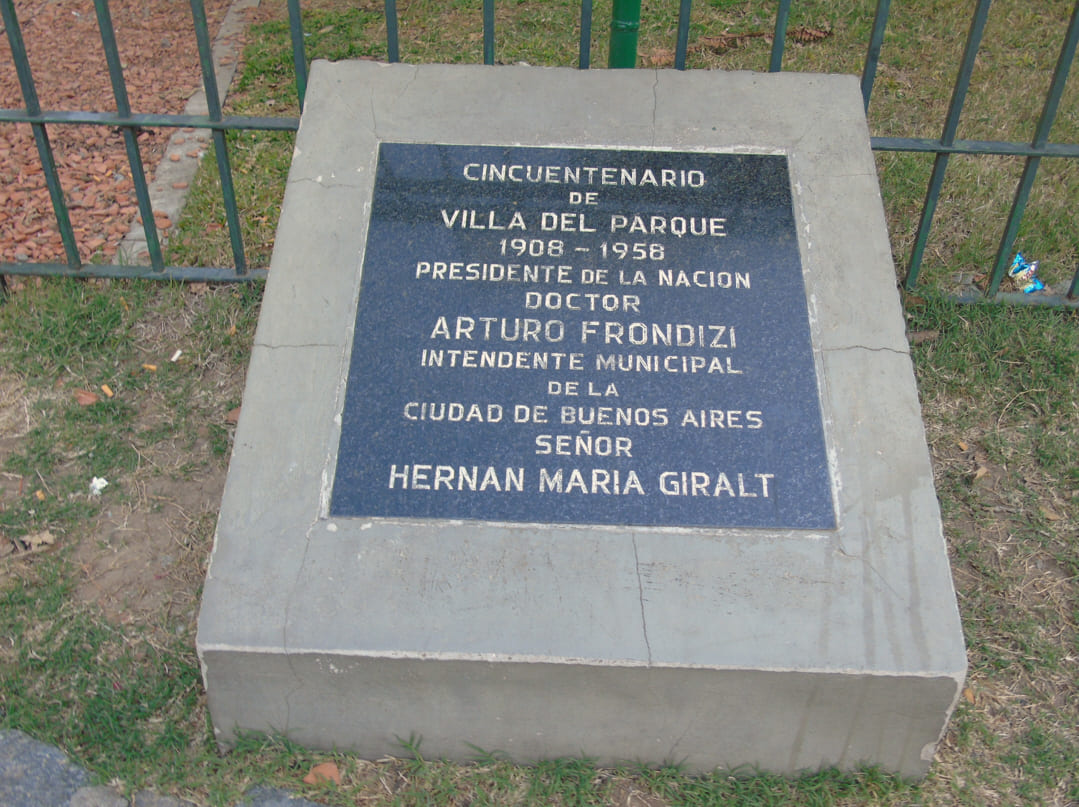 CINCUENTENARIO
DE
VILLA DEL PARQUE
1908 - 1958
PRESIDENTE DE LA NACION
DOCTOR
ARTURO FRONDIZI
INTENDENTE MUNICIPAL
DE LA
CIUDAD DE BUENOS AIRES
SEÑOR
HERNAN MARIA GIRALT